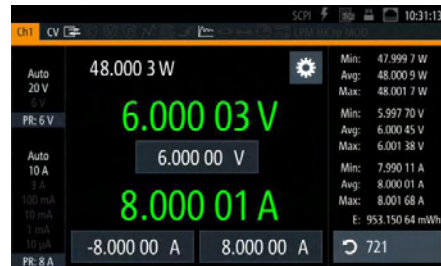 SCPI 10:31:13
Ch1 CV
48.000 3 W
Auto
20 V
6 V
PR: 6 V
6.000 03 V
6.000 00 V
Auto
10 A
3 A
100 mA
10 mA
1 mA
10 µA
PR: 8 A
8.000 01 A
-8.000 00 A
8.000 00 A
Min: 47.999 7 W
Avg: 48.000 9 W
Max: 48.001 7 W
Min: 5.997 70 V
Avg: 6.000 45 V
Max: 6.001 38 V
Min: 7.990 11 A
Avg: 8.000 01 A
Max: 8.001 68 A
E: 953.150 64 mWh
721